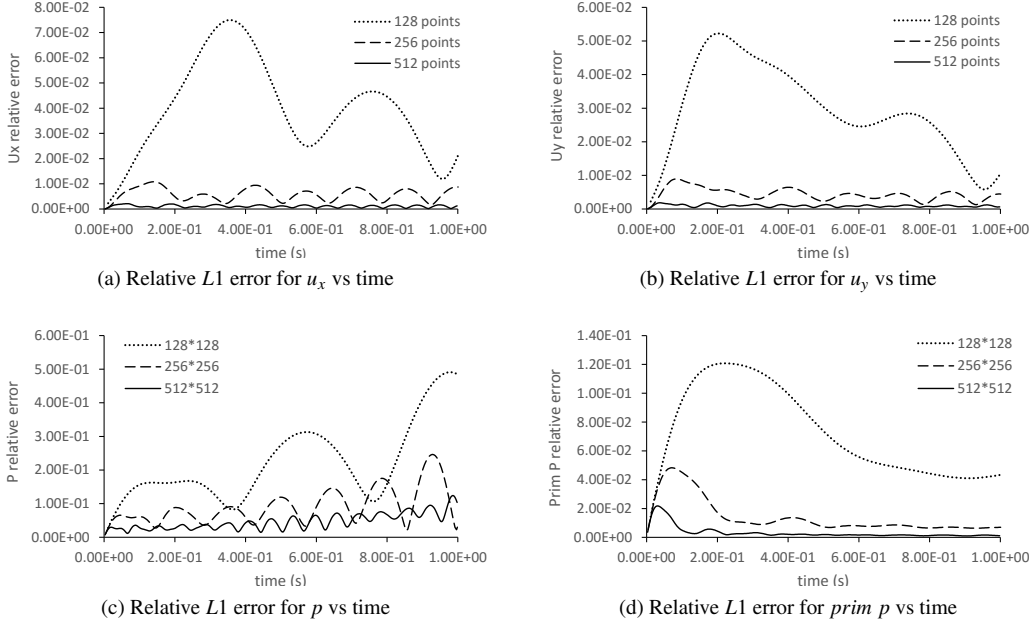 8.00E-02
7.00E-02
6.00E-02
5.00E-02
4.00E-02
3.00E-02
2.00E-02
1.00E-02
0.00E+00
Ux relative error
128 points
256 points
512 points
0.00E+00 2.00E-01 4.00E-01 6.00E-01 8.00E-01 1.00E+00
time (s)
(a) Relative L1 error for u_x vs time
6.00E-02
5.00E-02
4.00E-02
3.00E-02
2.00E-02
1.00E-02
0.00E+00
Uy relative error
128 points
256 points
512 points
0.00E+00 2.00E-01 4.00E-01 6.00E-01 8.00E-01 1.00E+00
time (s)
(b) Relative L1 error for u_y vs time
6.00E-01
5.00E-01
4.00E-01
3.00E-01
2.00E-01
1.00E-01
0.00E+00
P relative error
128*128
256*256
512*512
0.00E+00 2.00E-01 4.00E-01 6.00E-01 8.00E-01 1.00E+00
time (s)
(c) Relative L1 error for p vs time
1.40E-01
1.20E-01
1.00E-01
8.00E-02
6.00E-02
4.00E-02
2.00E-02
0.00E+00
Prim P relative error
128*128
256*256
512*512
0.00E+00 2.00E-01 4.00E-01 6.00E-01 8.00E-01 1.00E+00
time (s)
(d) Relative L1 error for prim p vs time